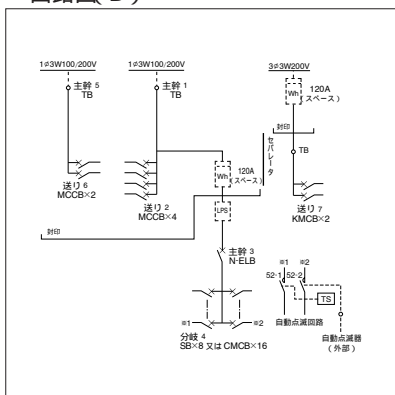 回路図( B )
1φ3W100/200V
1φ3W100/200V
3φ3W200V
主幹 5
TB
主幹 1
TB
Wh
120A
(スペース)
封印
セパレータ
TB
Wh
120A
(スペース)
送り 6
MCCB×2
送り 2
MCCB×4
送り 7
KMCB×2
LPS
封印
主幹 3
N-ELB
※1
※2
52-1
52-2
TS
※1
※2
自動点滅回路
分岐 4
SB×8 又は CMCB×16
自動点滅器
(外部)